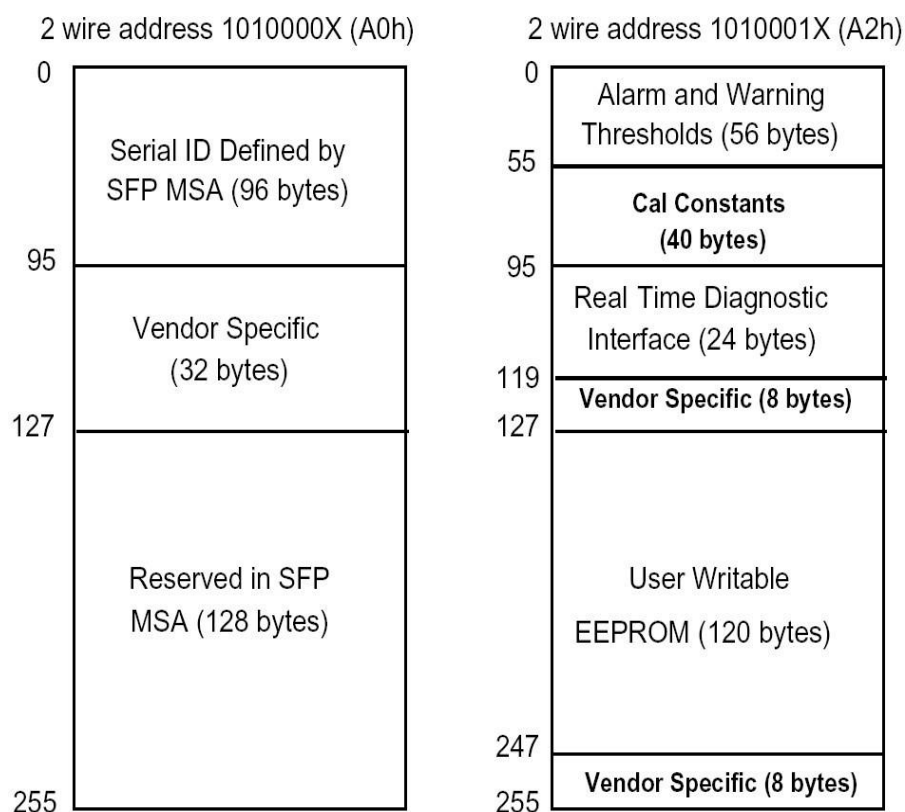 2 wire address 1010000X (A0h)
0
Serial ID Defined by
SFP MSA (96 bytes)
95
Vendor Specific
(32 bytes)
127
Reserved in SFP
MSA (128 bytes)
255
2 wire address 1010001X (A2h)
0
Alarm and Warning
Thresholds (56 bytes)
55
Cal Constants
(40 bytes)
95
Real Time Diagnostic
Interface (24 bytes)
119
Vendor Specific (8 bytes)
127
User Writable
EEPROM (120 bytes)
247
Vendor Specific (8 bytes)
255